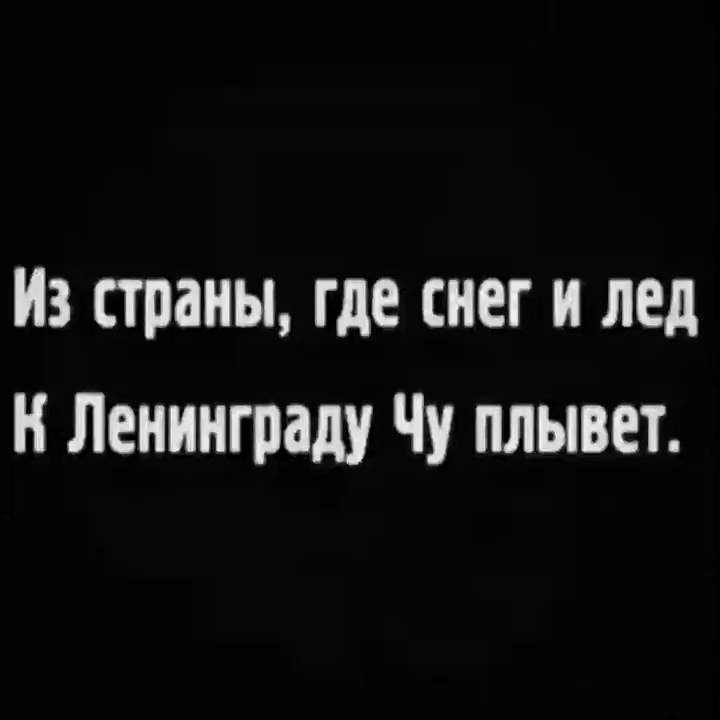 Из страны, где снег и лед
К Ленинграду Чу плывет.